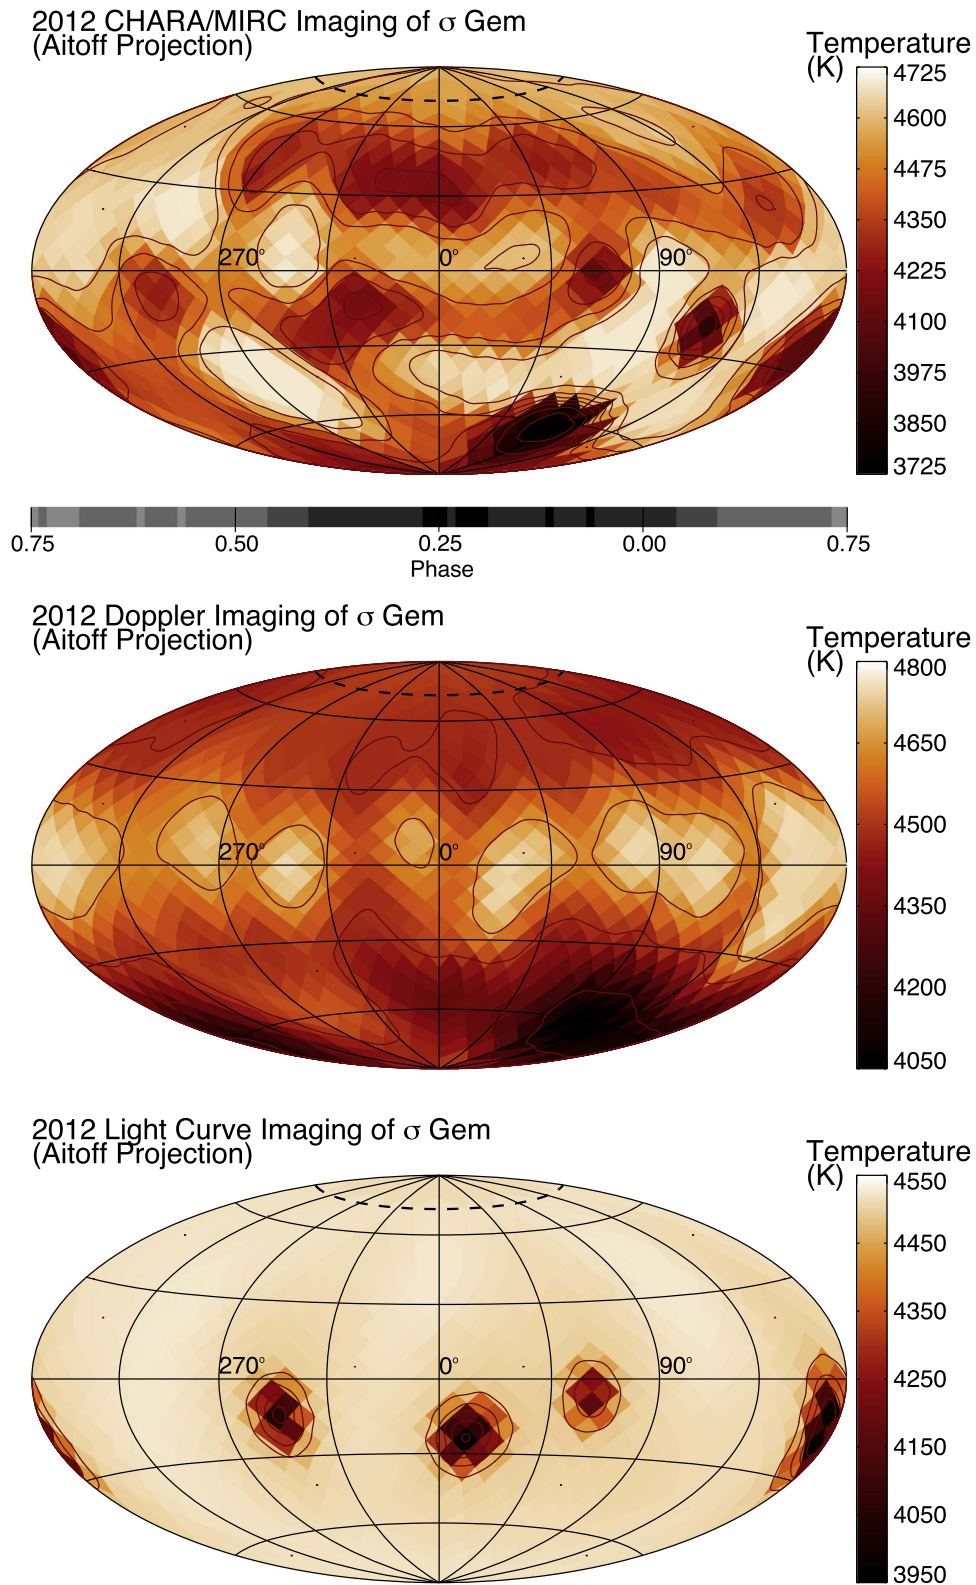 2012 CHARA/MIRC Imaging of σ Gem
(Aitoff Projection)
Temperature
(K)
4725
4600
4475
4350
4225
4100
3975
3850
3725
270°
0°
90°
0.75
0.50
0.25
0.00
0.75
Phase
2012 Doppler Imaging of σ Gem
(Aitoff Projection)
Temperature
(K)
4800
4650
4500
4350
4200
4050
270°
0°
90°
2012 Light Curve Imaging of σ Gem
(Aitoff Projection)
Temperature
(K)
4550
4450
4350
4250
4150
4050
3950
270°
0°
90°